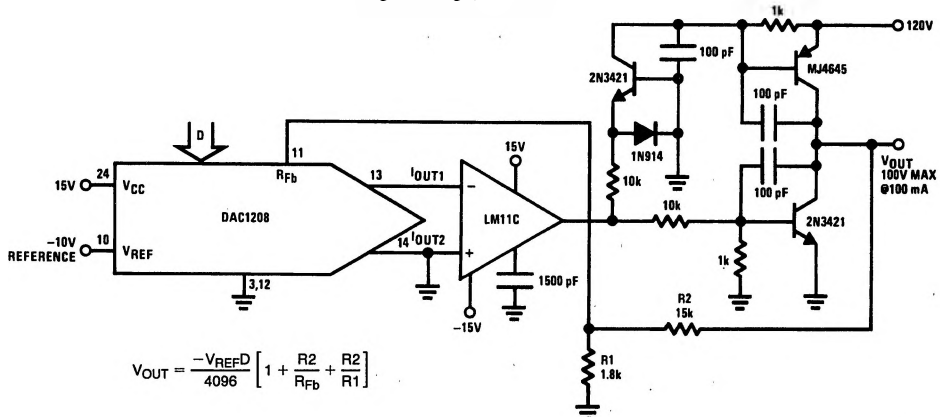 1k
120V
100 pF
2N3421
MJ4645
100 pF
D
1N914
11
15V
RFb
VOUT
100V MAX
@100 mA
15V
24
VCC
13
IOUT1
−
10k
100 pF
DAC1208
LM11C
10k
2N3421
−10V
REFERENCE
10
VREF
14
IOUT2
+
1k
3,12
1500 pF
−15V
R2
15k
VOUT = −VREFD / 4096 [1 + R2/RFb + R2/R1]
R1
1.8k